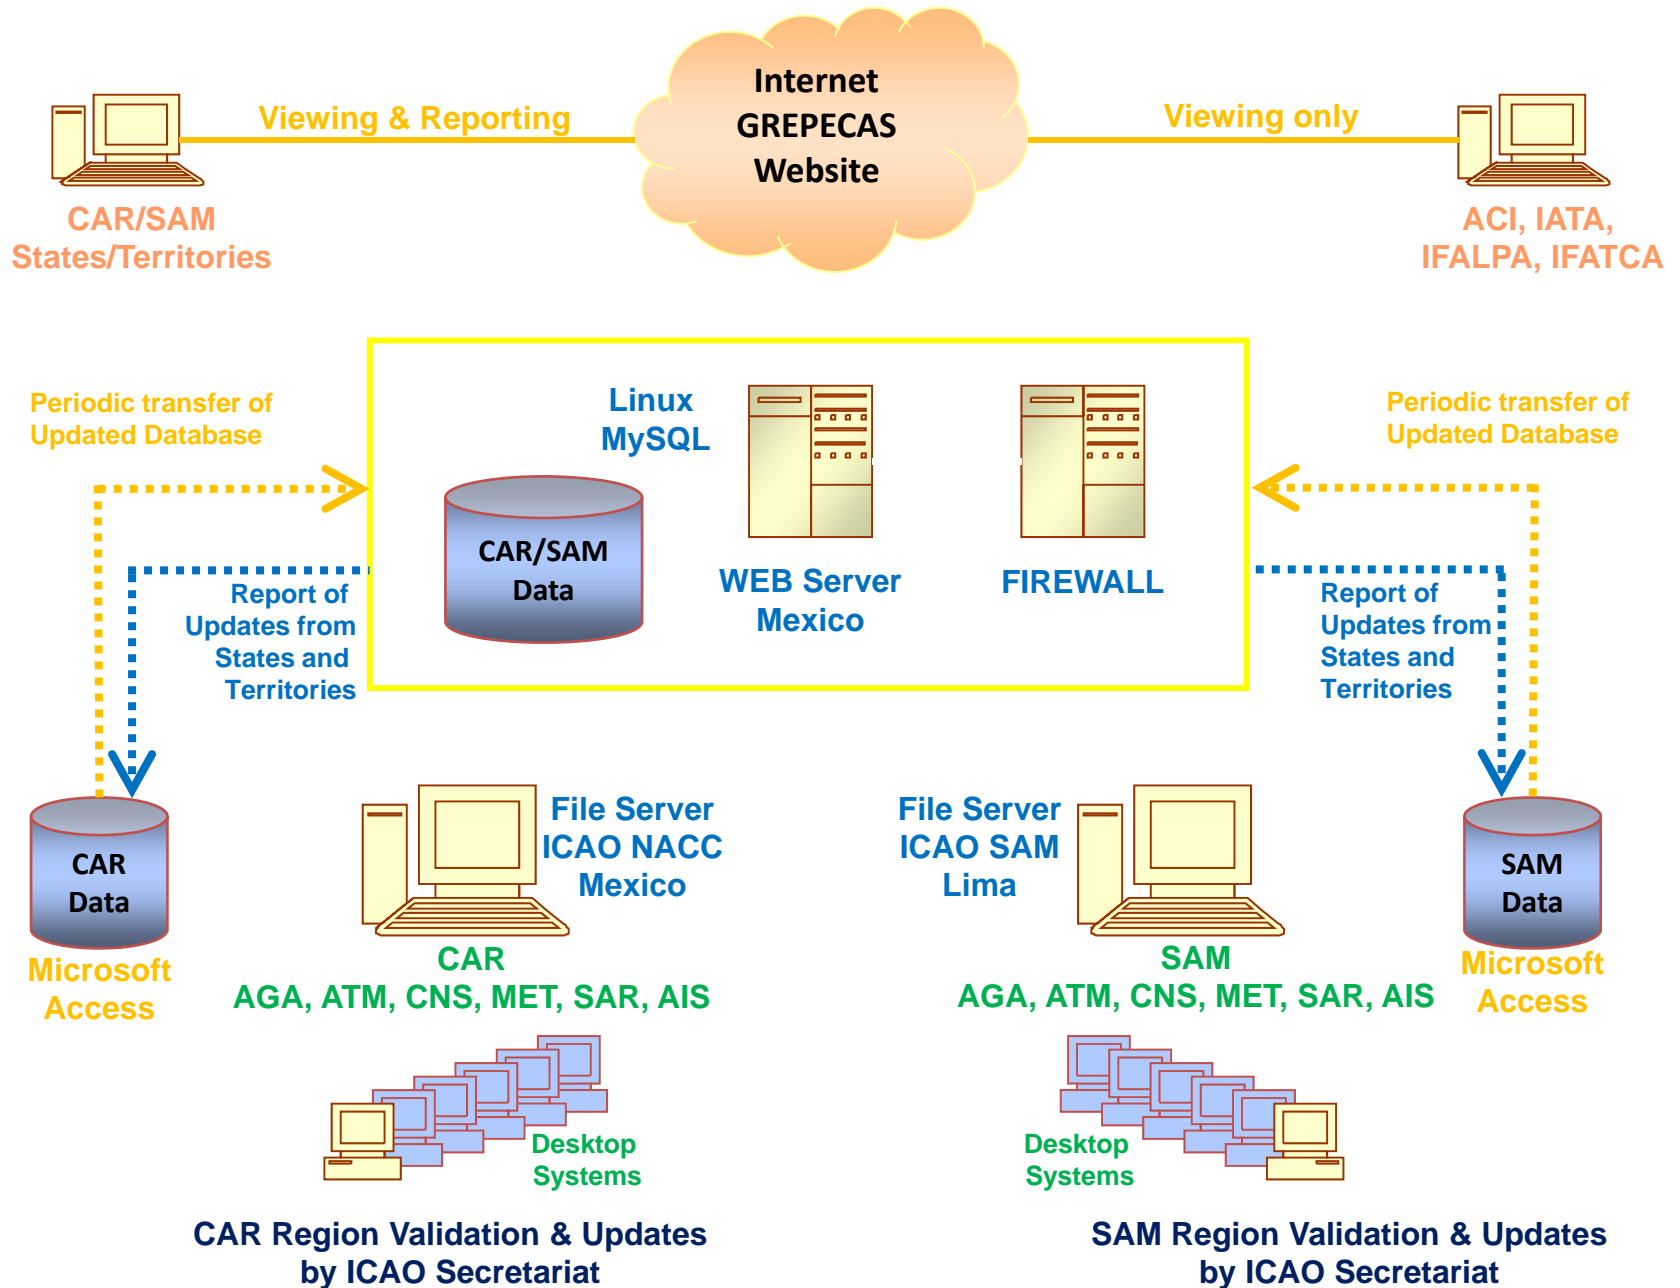 Internet
GREPECAS
Website
Viewing & Reporting
Viewing only
CAR/SAM
States/Territories
ACI, IATA,
IFALPA, IFATCA
Periodic transfer of
Updated Database
Linux
MySQL
Periodic transfer of
Updated Database
CAR/SAM
Data
WEB Server
Mexico
FIREWALL
Report of
Updates from
States and
Territories
Report of
Updates from
States and
Territories
CAR
Data
Microsoft
Access
File Server
ICAO NACC
Mexico
File Server
ICAO SAM
Lima
SAM
Data
Microsoft
Access
CAR
AGA, ATM, CNS, MET, SAR, AIS
SAM
AGA, ATM, CNS, MET, SAR, AIS
Desktop
Systems
Desktop
Systems
CAR Region Validation & Updates
by ICAO Secretariat
SAM Region Validation & Updates
by ICAO Secretariat